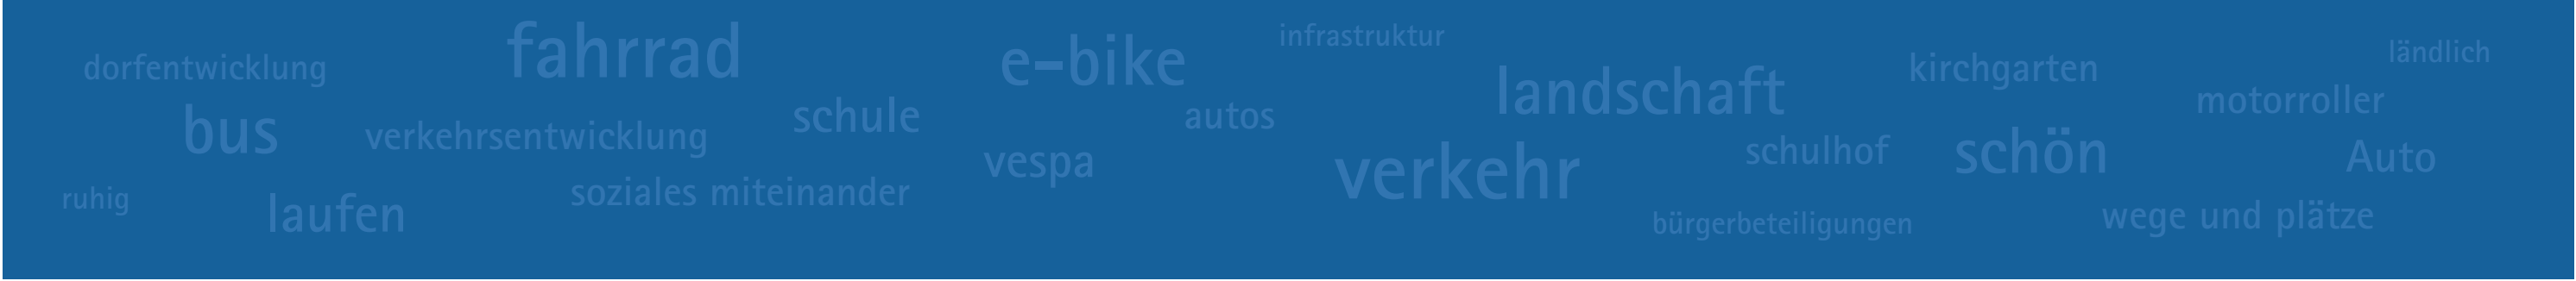 dorfentwicklung
fahrrad
e-bike
infrastruktur
landschaft
kirchgarten
ländlich
bus
verkehrsentwicklung
schule
autos
motorroller
vespa
verkehr
schulhof
schön
Auto
ruhig
laufen
soziales miteinander
bürgerbeteiligungen
wege und plätze